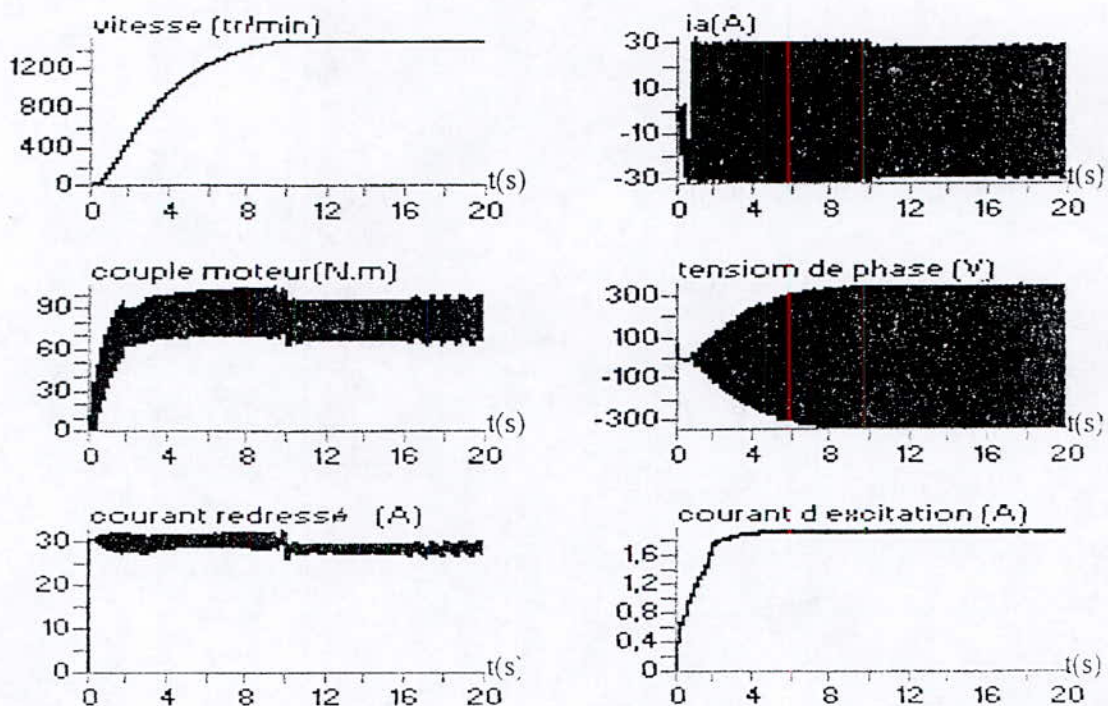 vitesse (tr/min)
1200
800
400
0
0 4 8 12 16 20
t(s)
ia(A)
30
10
-10
-30
0 4 8 12 16 20
t(s)
couple moteur(N.m)
90
60
30
0
0 4 8 12 16 20
t(s)
tensiom de phase (V)
300
100
-100
-300
0 4 8 12 16 20
t(s)
courant redressé (A)
30
20
10
0
0 4 8 12 16 20
t(s)
courant d excitation (A)
1,6
1,2
0,8
0,4
0
0 4 8 12 16 20
t(s)